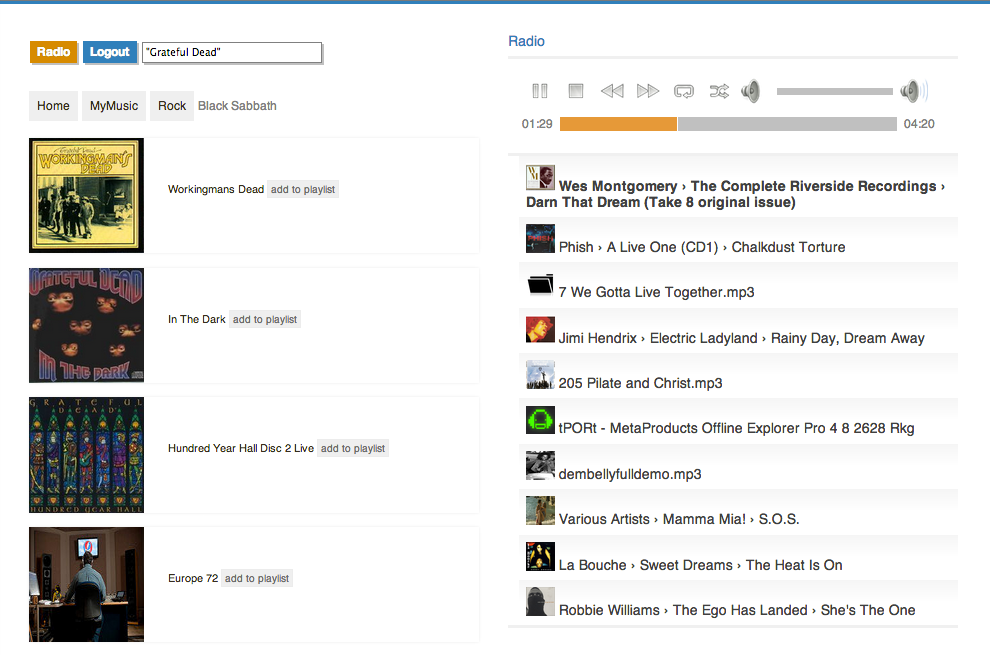 Radio Logout "Grateful Dead"
Home MyMusic Rock Black Sabbath
Grateful Dead
WORKINGMAN'S
DEAD
Workingmans Dead add to playlist
GRATEFUL DEAD
IN THE DARK
In The Dark add to playlist
GRATEFUL
DEAD
HUNDRED YEAR HALL
Hundred Year Hall Disc 2 Live add to playlist
Europe 72 add to playlist
Radio
01:29 04:20
Wes Montgomery › The Complete Riverside Recordings ›
Darn That Dream (Take 8 original issue)
Phish › A Live One (CD1) › Chalkdust Torture
7 We Gotta Live Together.mp3
Jimi Hendrix › Electric Ladyland › Rainy Day, Dream Away
205 Pilate and Christ.mp3
tPORt - MetaProducts Offline Explorer Pro 4 8 2628 Rkg
dembellyfulldemo.mp3
Various Artists › Mamma Mia! › S.O.S.
La Bouche › Sweet Dreams › The Heat Is On
Robbie Williams › The Ego Has Landed › She's The One